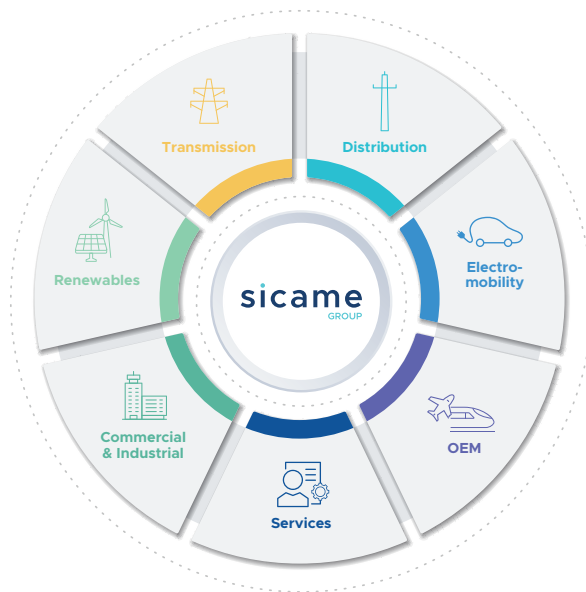 Transmission
Distribution
Renewables
Electro-
mobility
sicame
GROUP
Commercial
& Industrial
OEM
Services